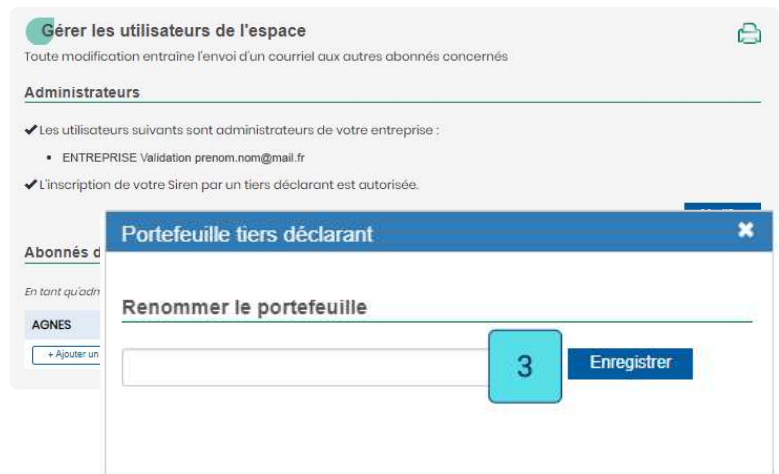 Gérer les utilisateurs de l'espace
Toute modification entraîne l'envoi d'un courriel aux autres abonnés concernés
Administrateurs
Les utilisateurs suivants sont administrateurs de votre entreprise :
• ENTREPRISE Validation prenom.nom@mail.fr
L'inscription de votre Siren par un tiers déclarant est autorisée.
Portefeuille tiers déclarant
Abonnés
En tant
Renommer le portefeuille
AGNES
+ Ajouter un
3
Enregistrer